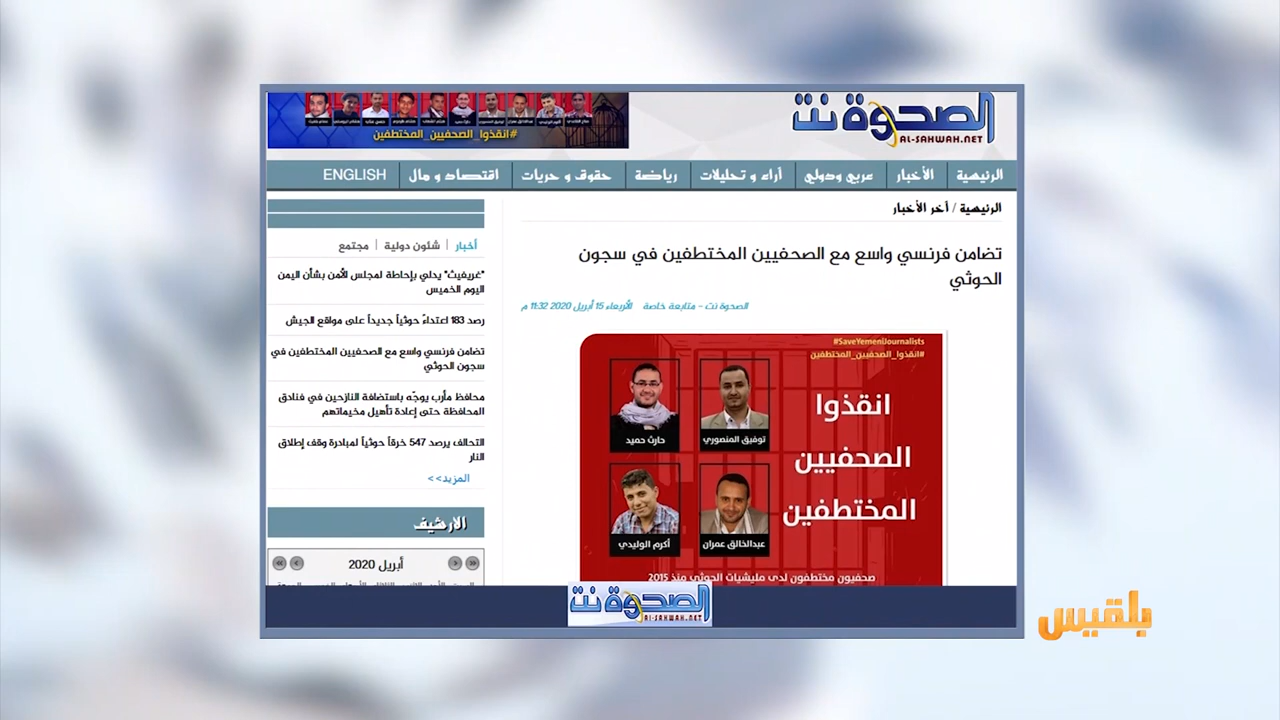 الصحوة نت
AL-SAHWAH.NET
#انقذوا_الصحفيين_المختطفين
الرئيسية
الأخبار
عربي ودولي
أراء و تحليلات
رياضة
حقوق و حريات
اقتصاد و مال
ENGLISH
الرئيسية / أخر الأخبار
تضامن فرنسي واسع مع الصحفيين المختطفين في سجون
الحوثي
الصحوة نت - متابعة خاصة الأربعاء 15 أبريل 2020 11:32 م
#SaveYemeniJournalists
#انقذوا_الصحفيين_المختطفين
انقذوا
الصحفيين
المختطفين
توفيق المنصوري
حارث حميد
عبدالخالق عمران
أكرم الوليدي
صحفيون مختطفون لدى مليشيات الحوثي منذ 2015
أخبار | شئون دولية | مجتمع
"غريفيث" يدلي بإحاطة لمجلس الأمن بشأن اليمن
اليوم الخميس
رصد 183 اعتداءً حوثياً جديداً على مواقع الجيش
تضامن فرنسي واسع مع الصحفيين المختطفين في
سجون الحوثي
محافظ مأرب يوجّه باستضافة النازحين في فنادق
المحافظة حتى إعادة تأهيل مخيماتهم
التحالف يرصد 547 خرقاً حوثياً لمبادرة وقف إطلاق
النار
المزيد>>
الارشيف
أبريل 2020
الصحوة نت
AL-SAHWAH.NET
بلقيس